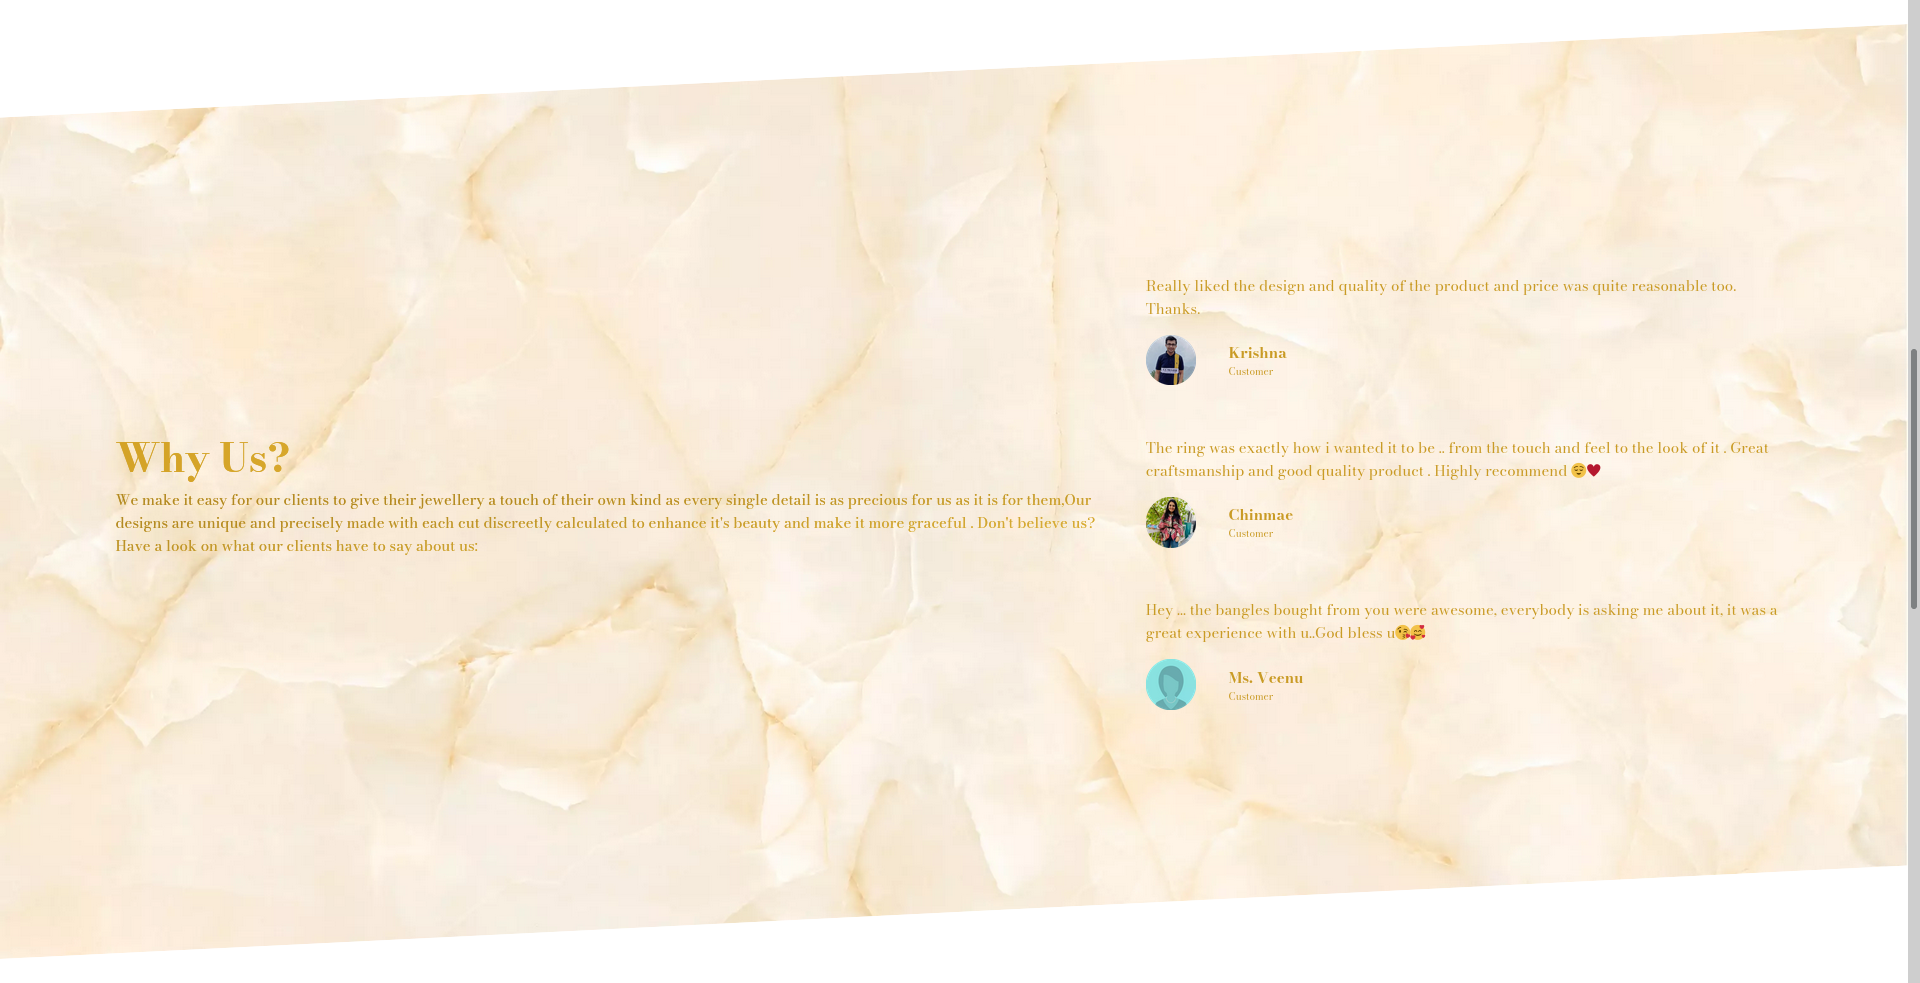 Why Us?
We make it easy for our clients to give their jewellery a touch of their own kind as every single detail is as precious for us as it is for them,Our
designs are unique and precisely made with each cut discreetly calculated to enhance it's beauty and make it more graceful . Don't believe us?
Have a look on what our clients have to say about us:
Really liked the design and quality of the product and price was quite reasonable too.
Thanks.
Krishna
Customer
The ring was exactly how i wanted it to be .. from the touch and feel to the look of it . Great
craftsmanship and good quality product . Highly recommend 😌♥
Chinmae
Customer
Hey ... the bangles bought from you were awesome, everybody is asking me about it, it was a
great experience with u..God bless u😘🥰
Ms. Veenu
Customer